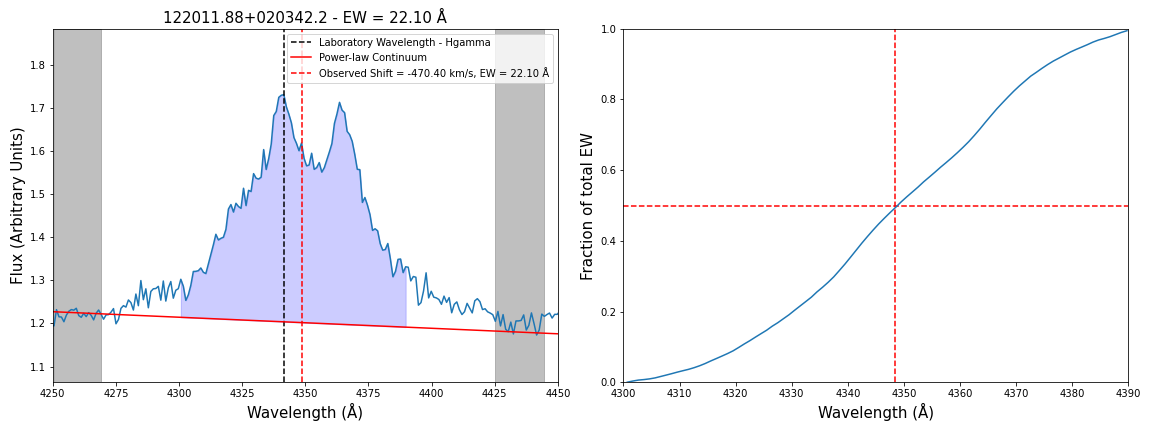 122011.88+020342.2 - EW = 22.10 Å
Laboratory Wavelength - Hgamma
Power-law Continuum
Observed Shift = -470.40 km/s, EW = 22.10 Å
Flux (Arbitrary Units)
1.8
1.7
1.6
1.5
1.4
1.3
1.2
1.1
4250 4275 4300 4325 4350 4375 4400 4425 4450
Wavelength (Å)
Fraction of total EW
1.0
0.8
0.6
0.4
0.2
0.0
4300 4310 4320 4330 4340 4350 4360 4370 4380 4390
Wavelength (Å)